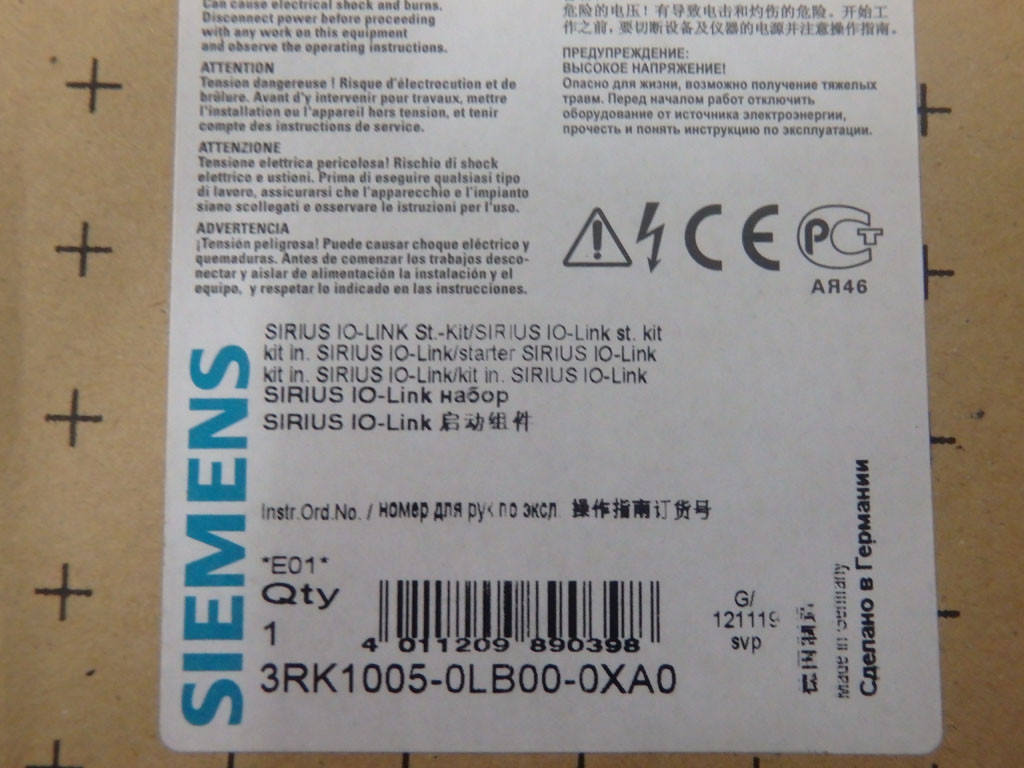 Can cause electrical shock and burns.
Disconnect power before proceeding
with any work on this equipment
and observe the operating instructions.
ATTENTION
Tension dangereuse ! Risque d'électrocution et de
brûlure. Avant d'y intervenir pour travaux, mettre
l'installation ou l'appareil hors tension, et tenir
compte des instructions de service.
ATTENZIONE
Tensione elettrica pericolosa! Rischio di shock
elettrico e ustioni. Prima di eseguire qualsiasi tipo
di lavoro, assicurarsi che l'apparecchio e l'impianto
siano scollegati e osservare le istruzioni per l'uso.
ADVERTENCIA
¡Tensión peligrosa! Puede causar choque eléctrico y
quemaduras. Antes de comenzar los trabajos desco-
nectar y aislar de alimentación la instalación y el
equipo, y respetar lo indicado en las instrucciones.
危险的电压！有导致电击和灼伤的危险。开始工
作之前，要切断设备及仪器的电源并注意操作指南。
ПРЕДУПРЕЖДЕНИЕ:
ВЫСОКОЕ НАПРЯЖЕНИЕ!
Опасно для жизни, возможно получение тяжелых
травм. Перед началом работ отключить
оборудование от источника электроэнергии,
прочесть и понять инструкцию по эксплуатации.
CE
РСТ
АЯ46
SIEMENS
SIRIUS IO-LINK St.-Kit/SIRIUS IO-Link st. kit
kit in. SIRIUS IO-Link/starter SIRIUS IO-Link
kit in. SIRIUS IO-Link/kit in. SIRIUS IO-Link
SIRIUS IO-Link набор
SIRIUS IO-Link 启动组件
Instr.Ord.No. / номер для рук по экспл. 操作指南订货号
*E01*
Qty
1
4 011209 890398
3RK1005-0LB00-0XA0
G/
121119
svp
德国制造
Made in Germany
Сделано в Германии